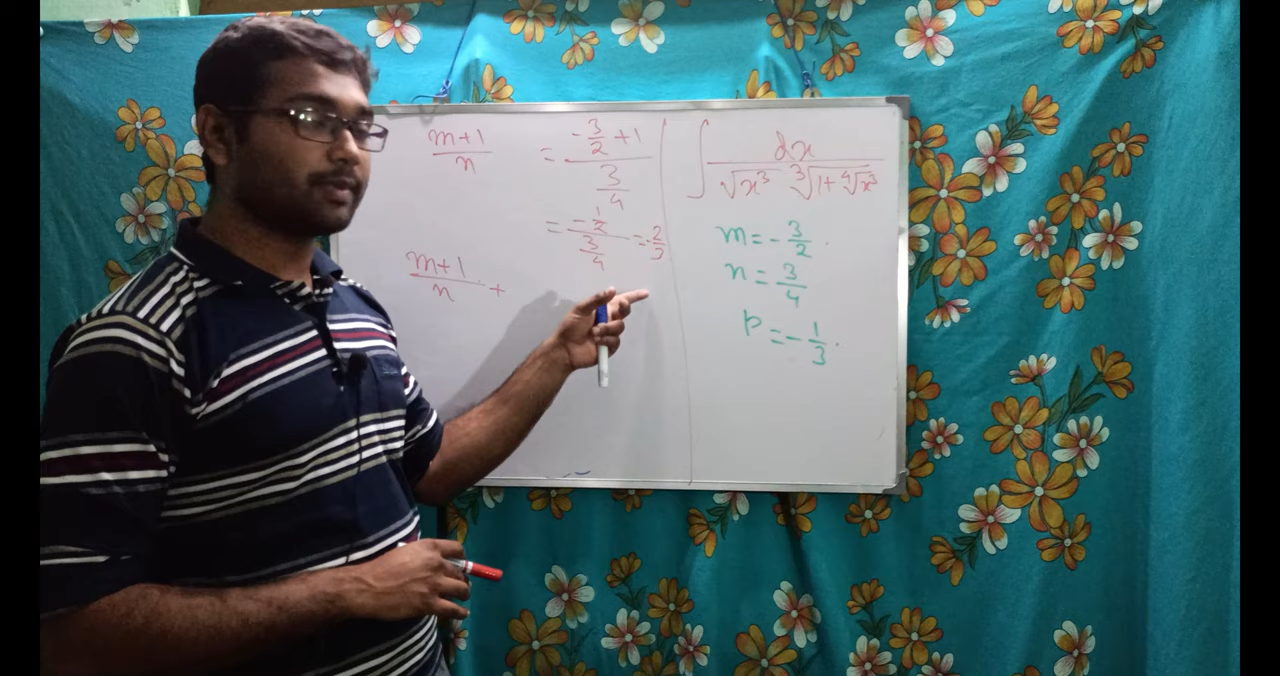 (m+1)/n = (-3/2 + 1)/(3/4)
= (-1/2)/(3/4) = -2/3
(m+1)/n +
∫ dx/(√x³ ∛(1+∜x³))
m = -3/2.
n = 3/4
p = -1/3.